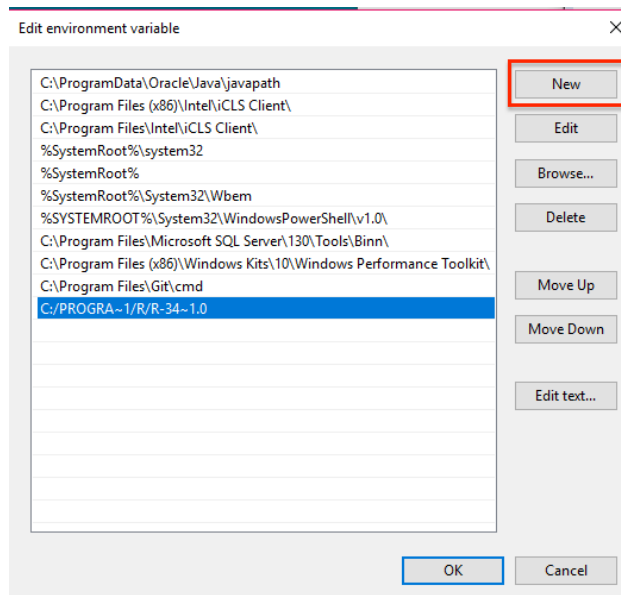 Edit environment variable
C:\ProgramData\Oracle\Java\javapath
C:\Program Files (x86)\Intel\iCLS Client\
C:\Program Files\Intel\iCLS Client\
%SystemRoot%\system32
%SystemRoot%
%SystemRoot%\System32\Wbem
%SYSTEMROOT%\System32\WindowsPowerShell\v1.0\
C:\Program Files\Microsoft SQL Server\130\Tools\Binn\
C:\Program Files (x86)\Windows Kits\10\Windows Performance Toolkit\
C:\Program Files\Git\cmd
C:/PROGRA~1/R/R-34~1.0
New
Edit
Browse...
Delete
Move Up
Move Down
Edit text...
OK
Cancel